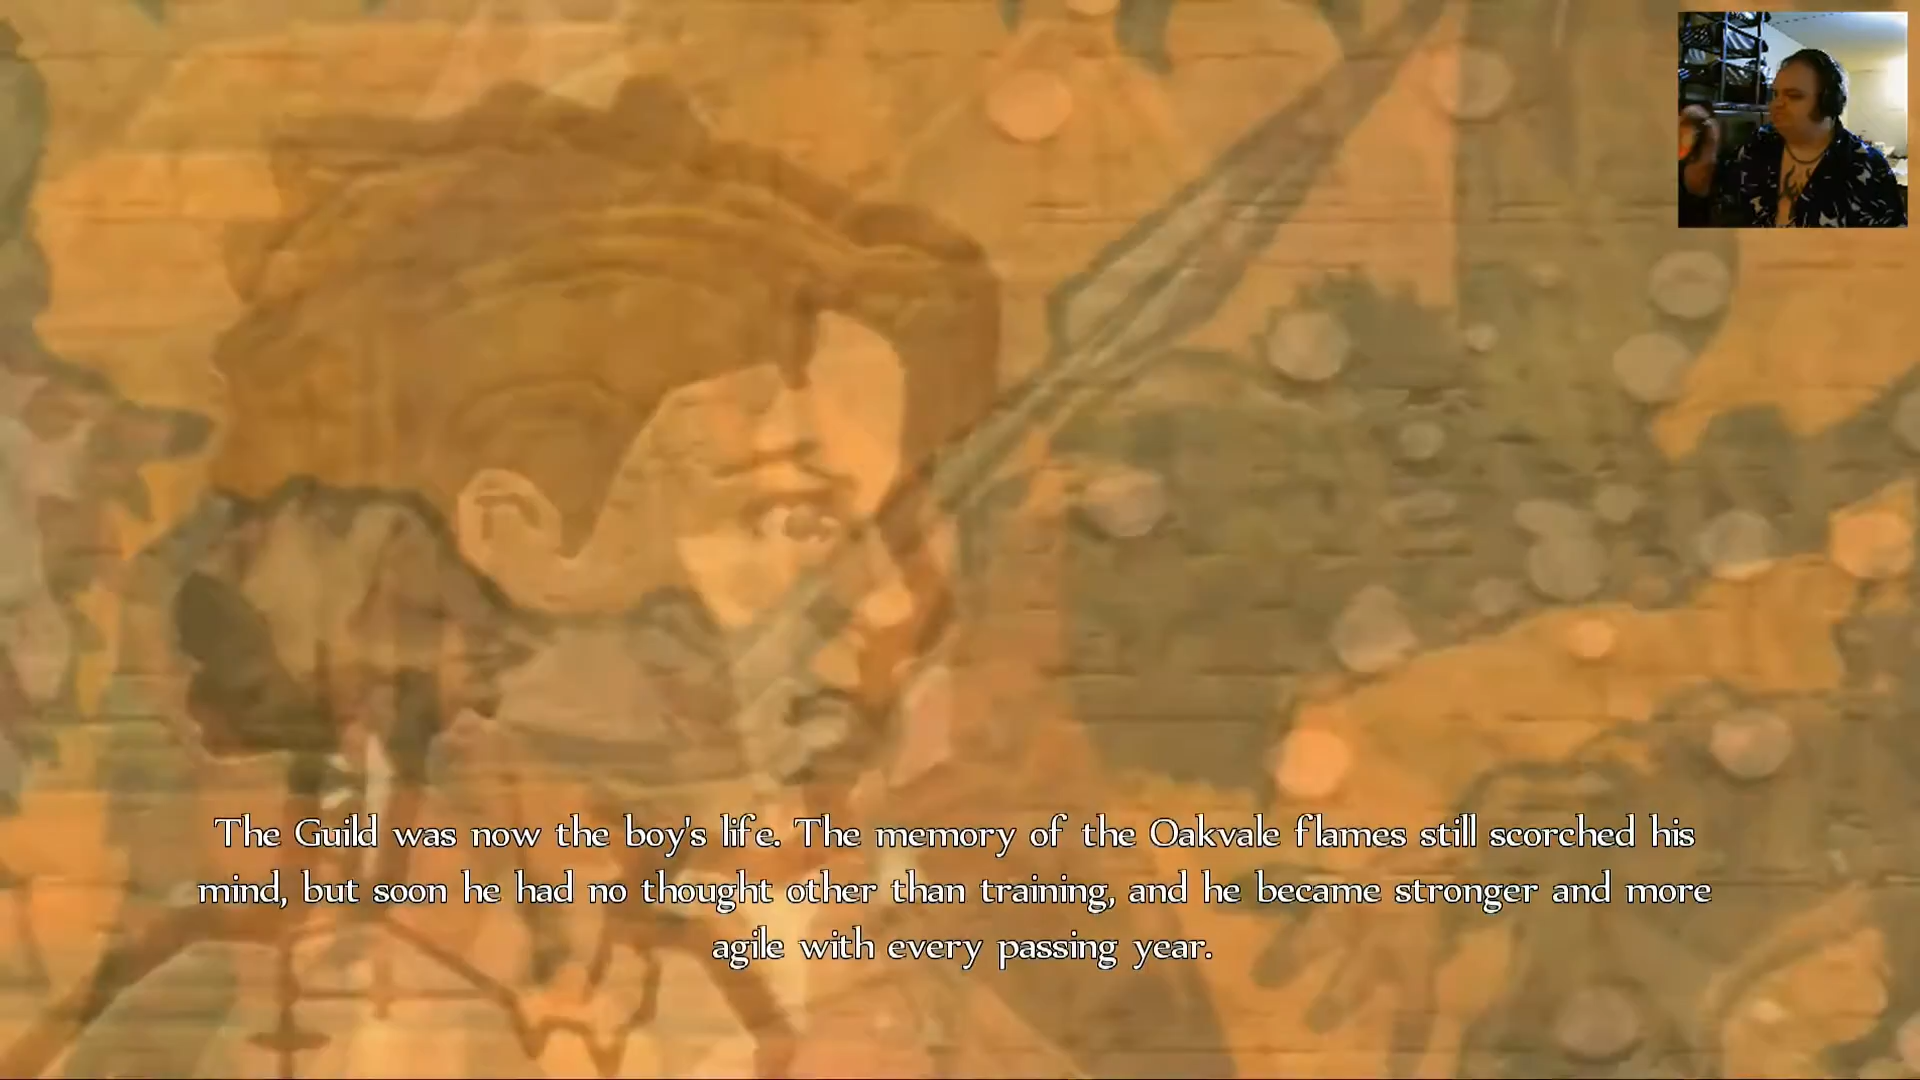 The Guild was now the boy's life. The memory of the Oakvale flames still scorched his
mind, but soon he had no thought other than training, and he became stronger and more
agile with every passing year.